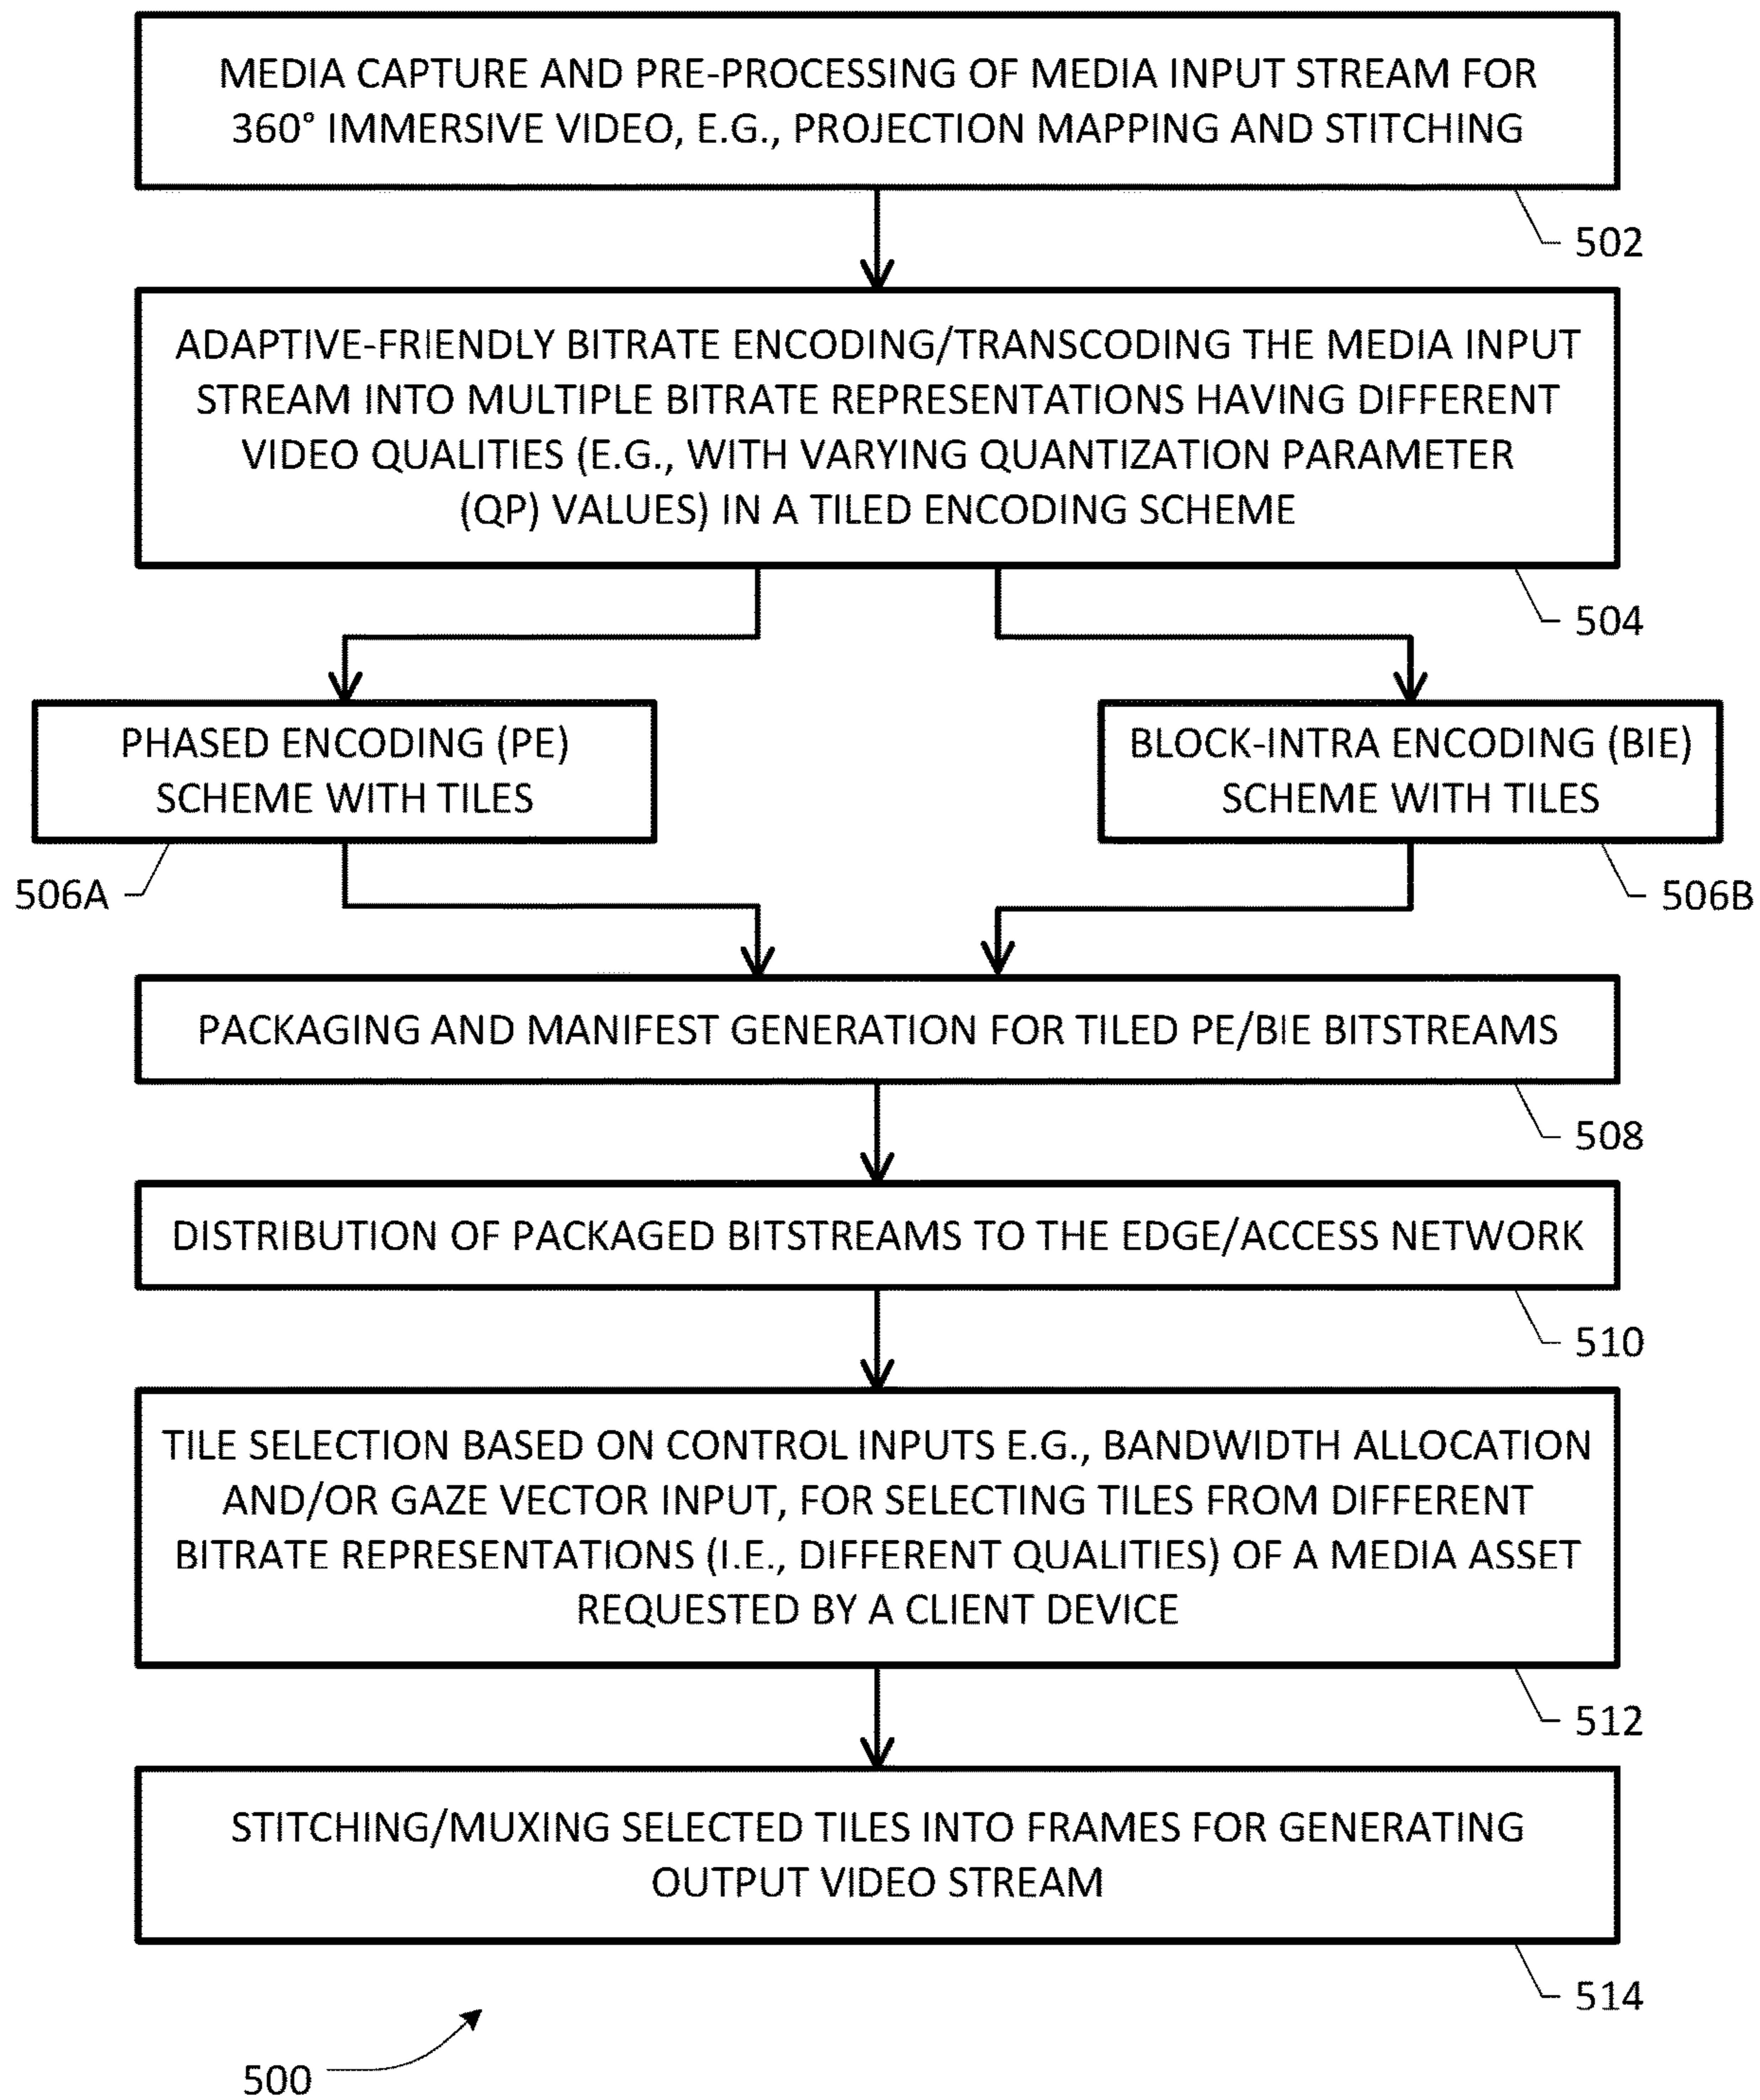 MEDIA CAPTURE AND PRE-PROCESSING OF MEDIA INPUT STREAM FOR
360° IMMERSIVE VIDEO, E.G., PROJECTION MAPPING AND STITCHING
502
ADAPTIVE-FRIENDLY BITRATE ENCODING/TRANSCODING THE MEDIA INPUT
STREAM INTO MULTIPLE BITRATE REPRESENTATIONS HAVING DIFFERENT
VIDEO QUALITIES (E.G., WITH VARYING QUANTIZATION PARAMETER
(QP) VALUES) IN A TILED ENCODING SCHEME
504
PHASED ENCODING (PE)
SCHEME WITH TILES
506A
BLOCK-INTRA ENCODING (BIE)
SCHEME WITH TILES
506B
PACKAGING AND MANIFEST GENERATION FOR TILED PE/BIE BITSTREAMS
508
DISTRIBUTION OF PACKAGED BITSTREAMS TO THE EDGE/ACCESS NETWORK
510
TILE SELECTION BASED ON CONTROL INPUTS E.G., BANDWIDTH ALLOCATION
AND/OR GAZE VECTOR INPUT, FOR SELECTING TILES FROM DIFFERENT
BITRATE REPRESENTATIONS (I.E., DIFFERENT QUALITIES) OF A MEDIA ASSET
REQUESTED BY A CLIENT DEVICE
512
STITCHING/MUXING SELECTED TILES INTO FRAMES FOR GENERATING
OUTPUT VIDEO STREAM
514
500